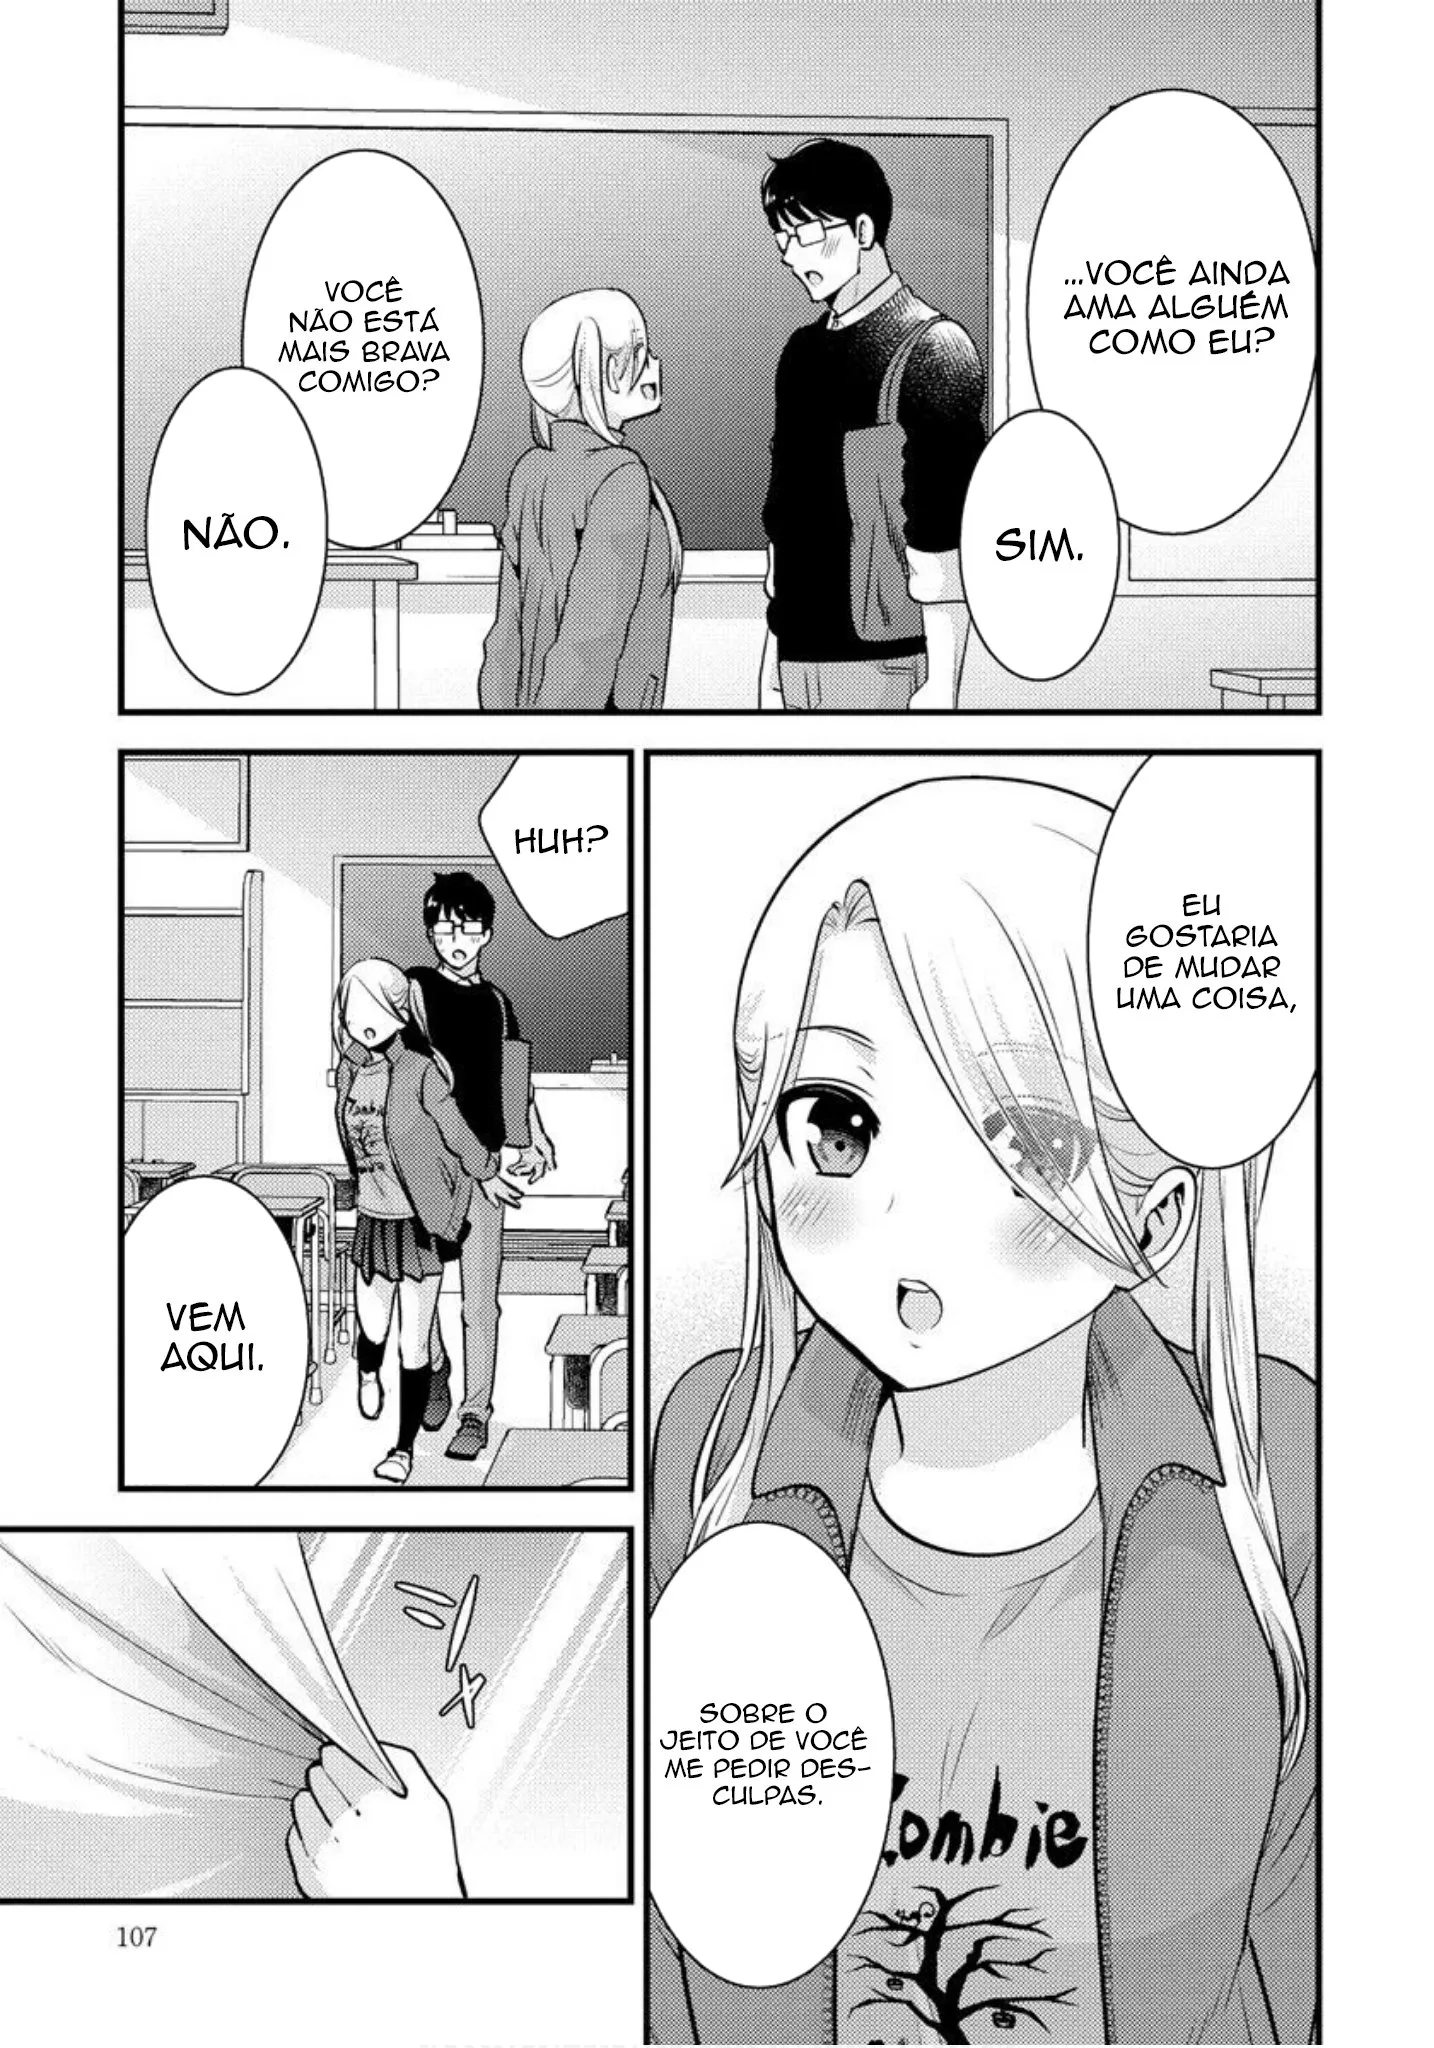 ...VOCÊ AINDA
AMA ALGUÉM
COMO EU?
SIM.
VOCÊ
NÃO ESTÁ
MAIS BRAVA
COMIGO?
NÃO.
EU
GOSTARIA
DE MUDAR
UMA COISA,
SOBRE O
JEITO DE VOCÊ
ME PEDIR DES-
CULPAS.
Zombie
HUH?
Zombie
VEM
AQUI.
107